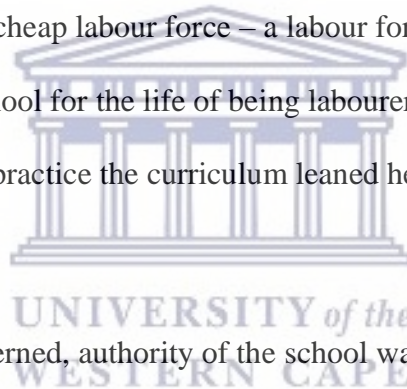 cheap labour force – a labour for
ool for the life of being labourer
practice the curriculum leaned he
UNIVERSITY of the
erned, authority of the school wa
WESTERN CAPE